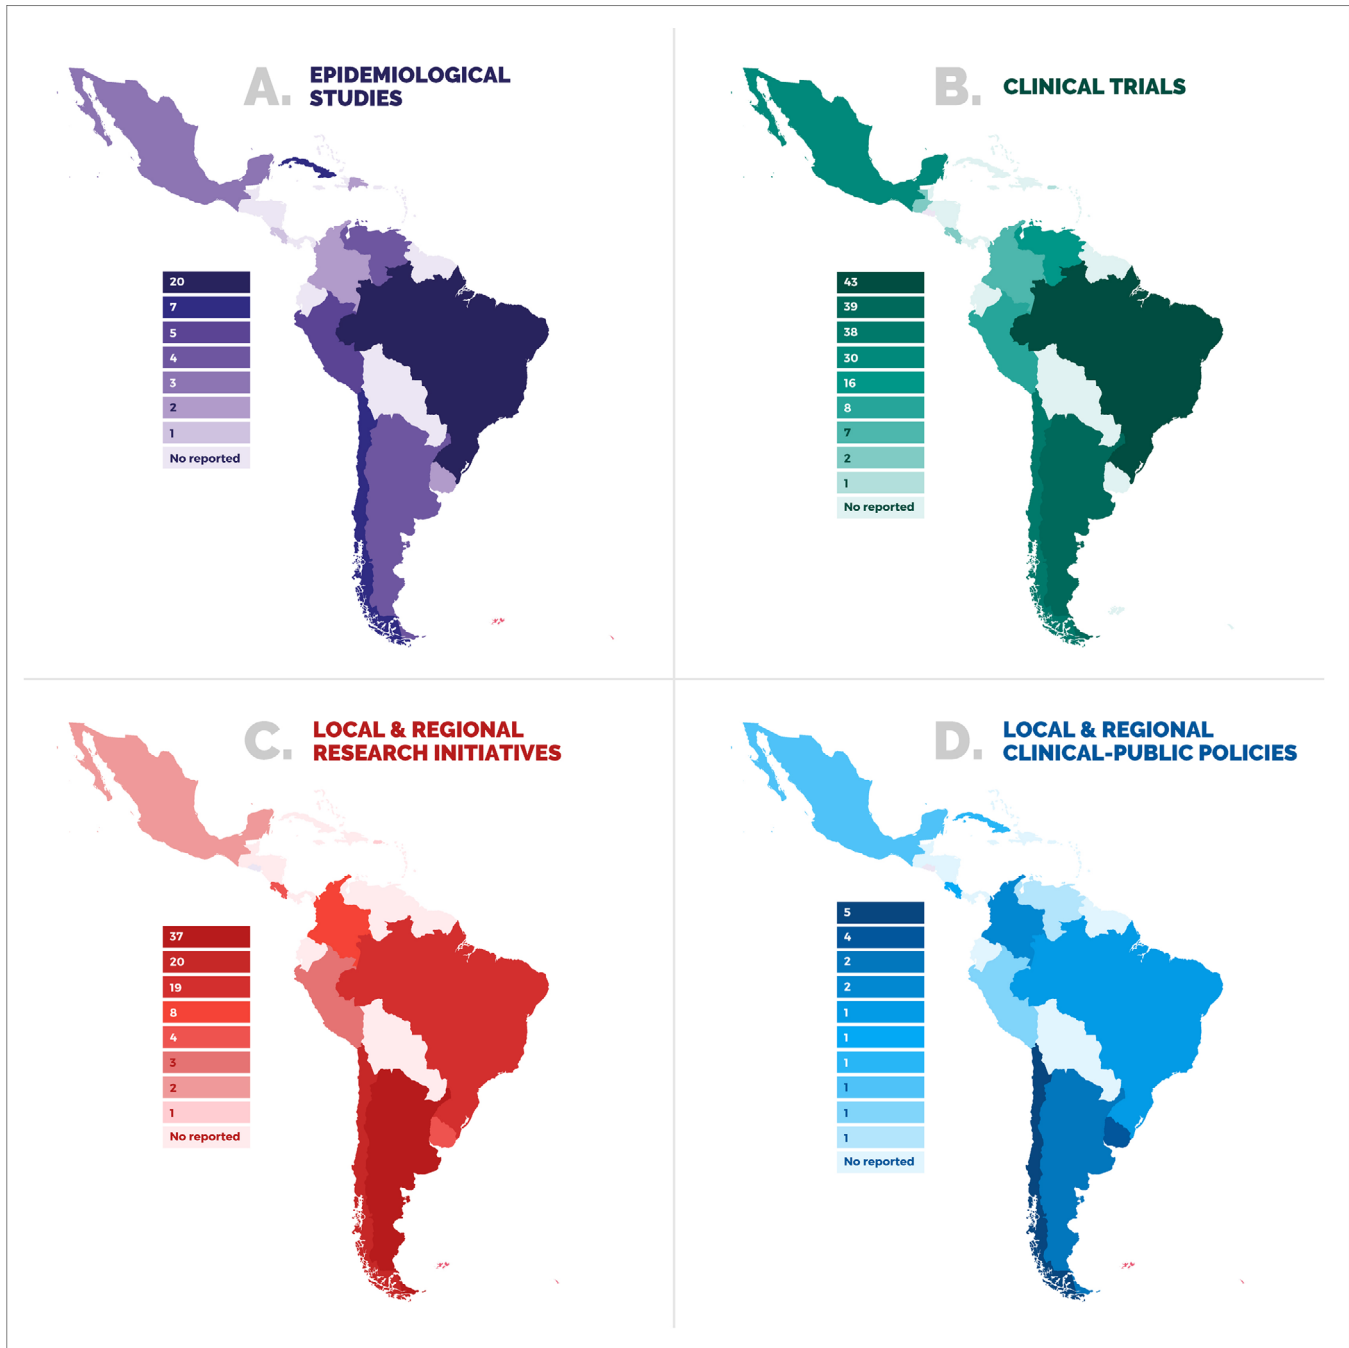 A.
EPIDEMIOLOGICAL
STUDIES
20
7
5
4
3
2
1
No reported
B.
CLINICAL TRIALS
43
39
38
30
16
8
7
2
1
No reported
C.
LOCAL & REGIONAL
RESEARCH INITIATIVES
37
20
19
8
4
3
2
1
No reported
D.
LOCAL & REGIONAL
CLINICAL-PUBLIC POLICIES
5
4
2
2
1
1
1
1
1
1
No reported